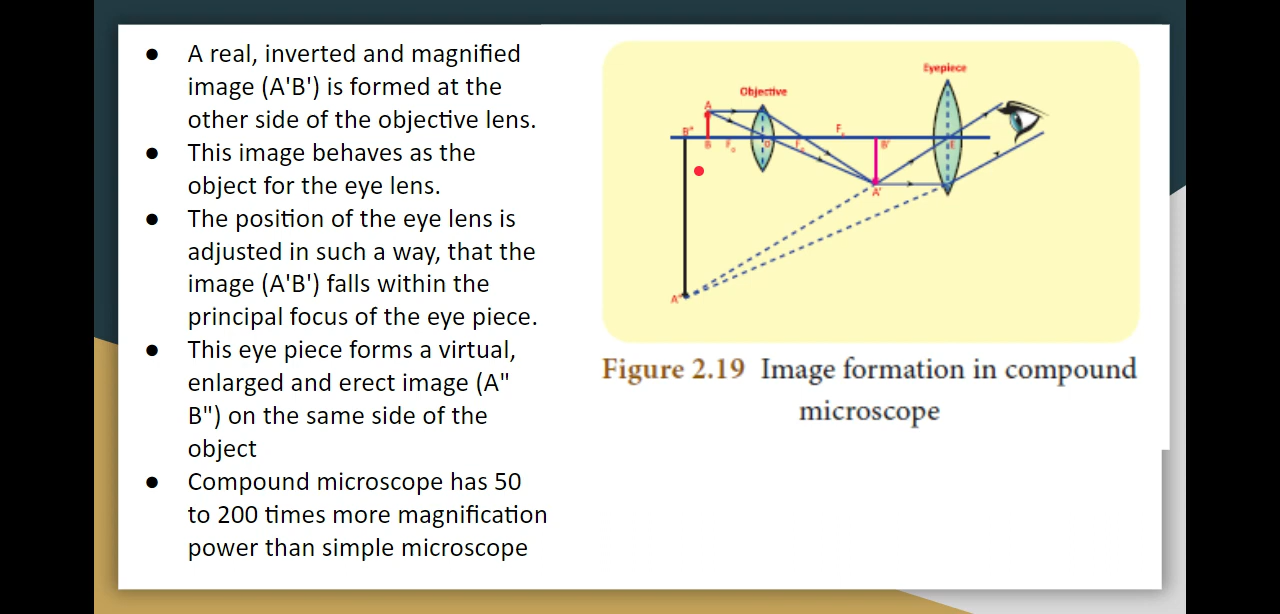 ● A real, inverted and magnified
image (A'B') is formed at the
other side of the objective lens.
● This image behaves as the
object for the eye lens.
● The position of the eye lens is
adjusted in such a way, that the
image (A'B') falls within the
principal focus of the eye piece.
● This eye piece forms a virtual,
enlarged and erect image (A"
B") on the same side of the
object
● Compound microscope has 50
to 200 times more magnification
power than simple microscope
Eyepiece
Objective
A
B"
B
B'
E
A'
A"
Figure 2.19 Image formation in compound
microscope